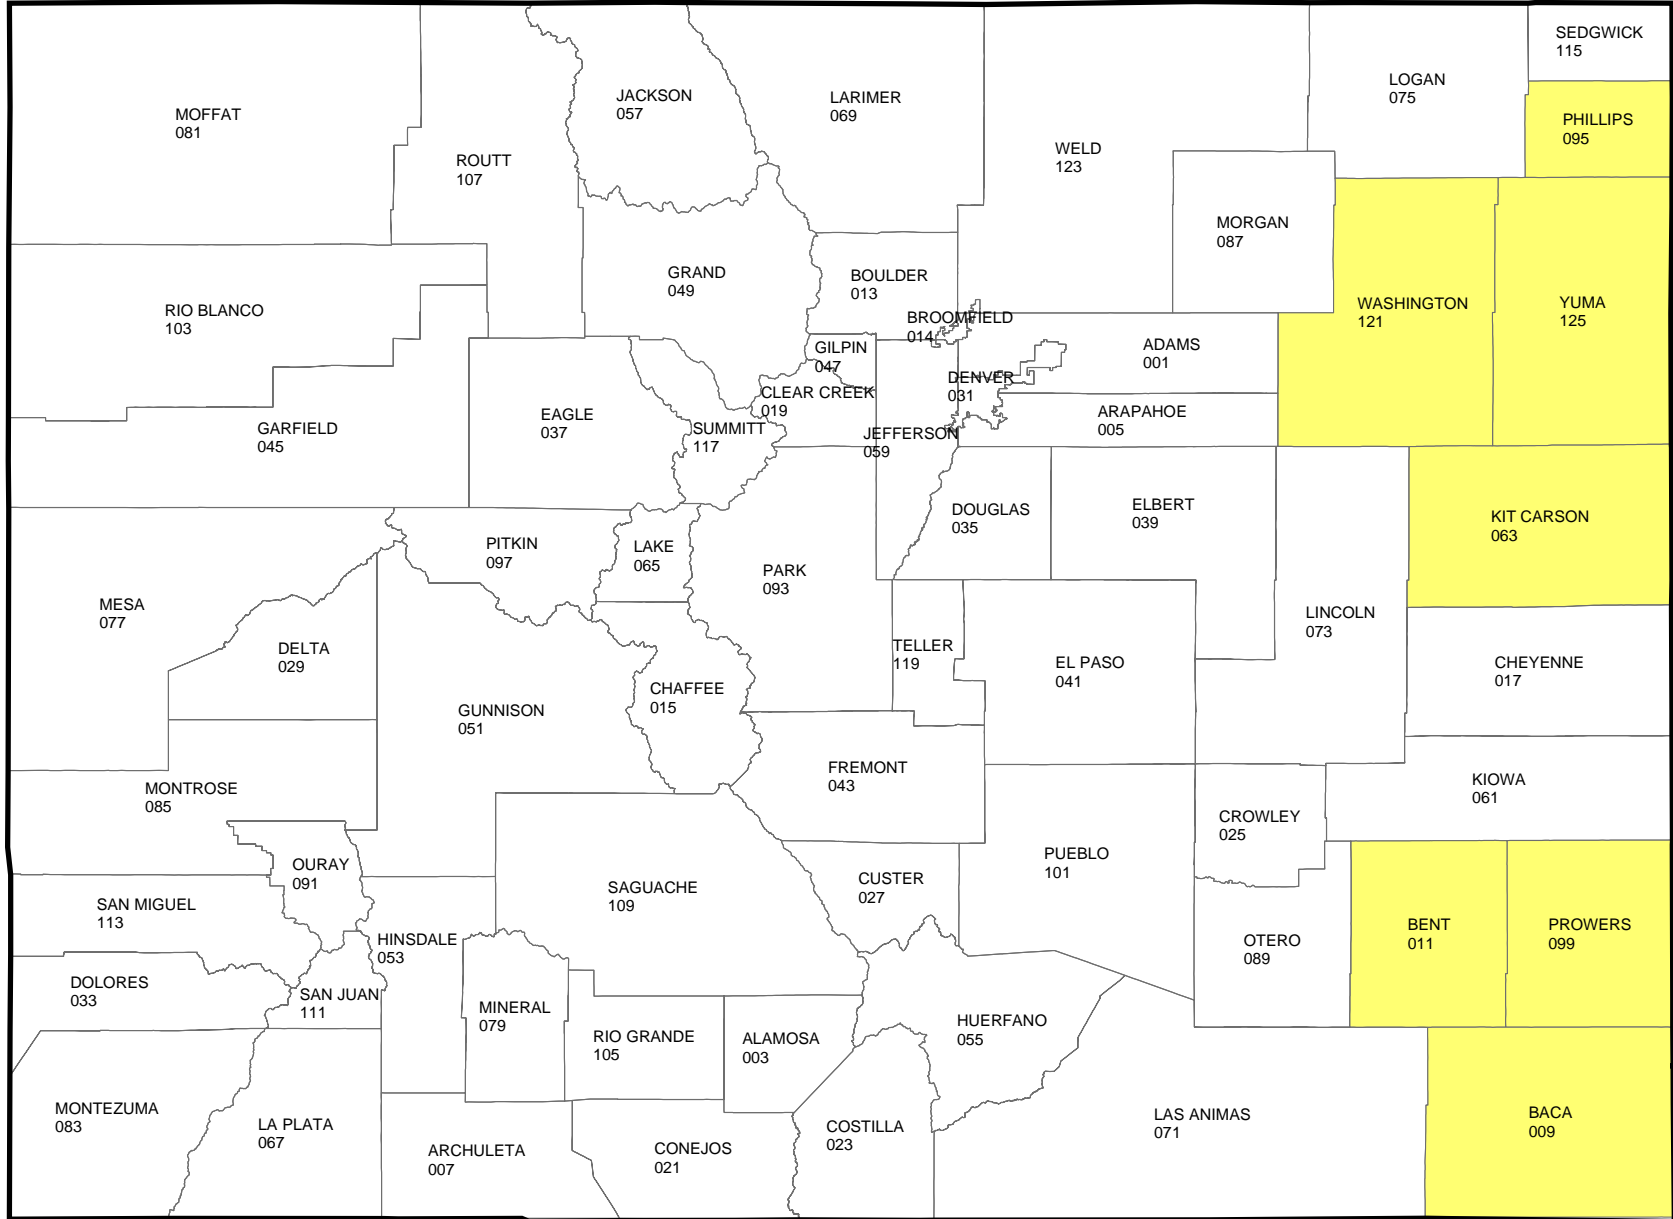 SEDGWICK
115
LOGAN
075
JACKSON
057
LARIMER
069
MOFFAT
081
PHILLIPS
095
WELD
123
ROUTT
107
MORGAN
087
GRAND
049
BOULDER
013
RIO BLANCO
103
WASHINGTON
121
YUMA
125
BROOMFIELD
014
GILPIN
047
ADAMS
001
DENVER
031
CLEAR CREEK
019
ARAPAHOE
005
EAGLE
037
GARFIELD
045
SUMMITT
117
JEFFERSON
059
DOUGLAS
035
ELBERT
039
KIT CARSON
063
PITKIN
097
LAKE
065
PARK
093
MESA
077
LINCOLN
073
DELTA
029
TELLER
119
EL PASO
041
CHEYENNE
017
CHAFFEE
015
GUNNISON
051
FREMONT
043
KIOWA
061
MONTROSE
085
CROWLEY
025
PUEBLO
101
OURAY
091
CUSTER
027
SAGUACHE
109
SAN MIGUEL
113
BENT
011
PROWERS
099
HINSDALE
053
OTERO
089
DOLORES
033
SAN JUAN
111
MINERAL
079
HUERFANO
055
RIO GRANDE
105
ALAMOSA
003
MONTEZUMA
083
LA PLATA
067
LAS ANIMAS
071
BACA
009
COSTILLA
023
ARCHULETA
007
CONEJOS
021